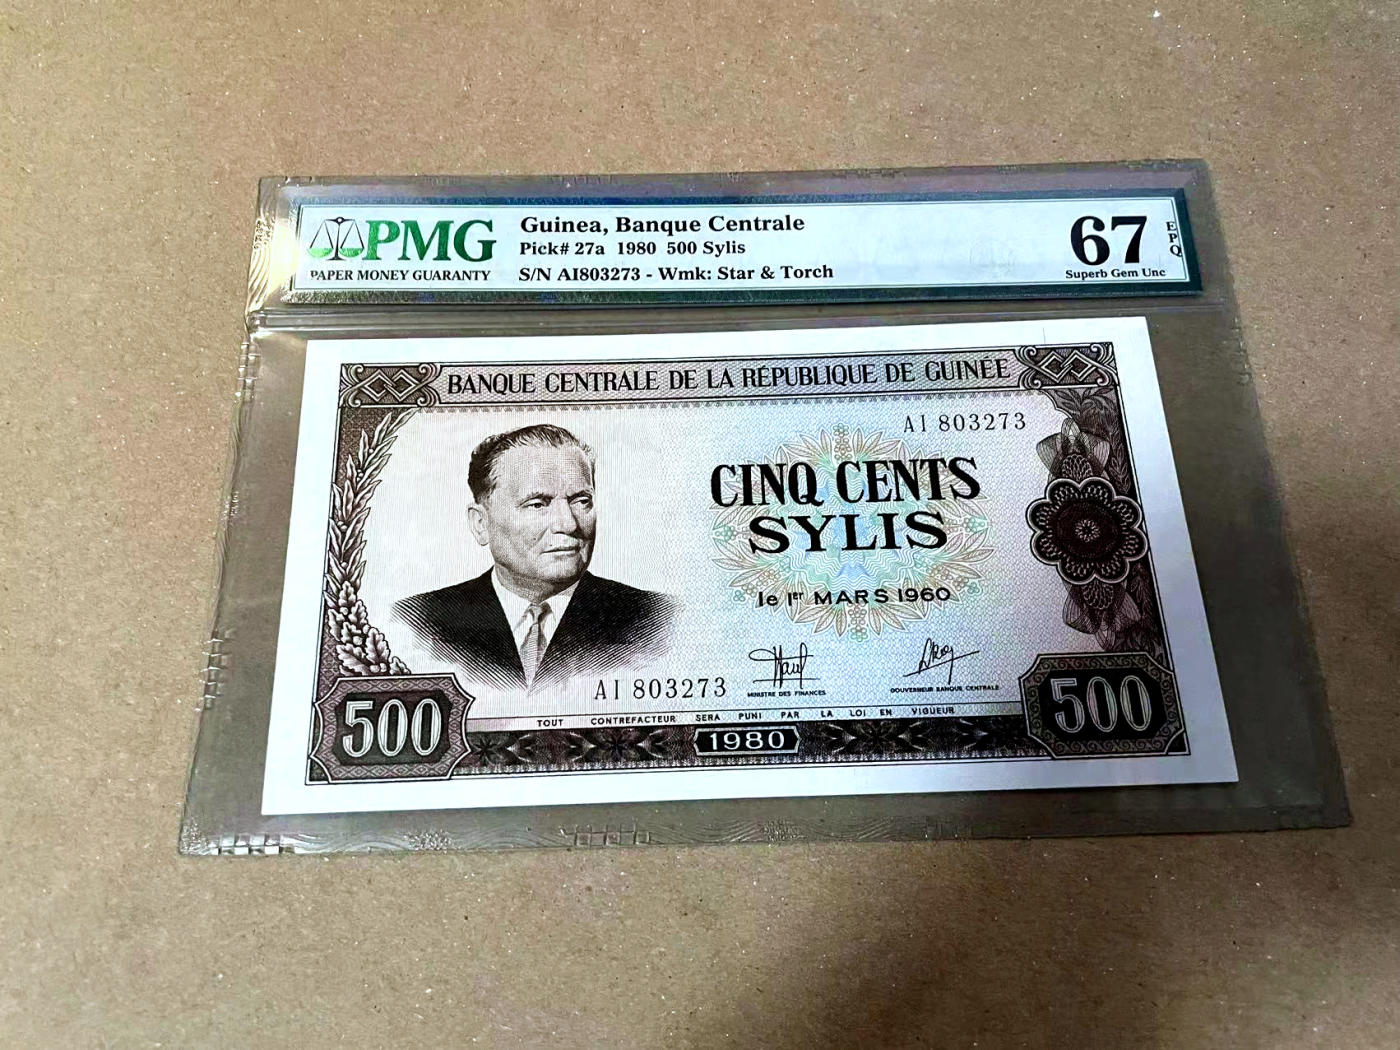 PMG
PAPER MONEY GUARANTY
Guinea, Banque Centrale
Pick# 27a 1980 500 Sylis
S/N AI803273 - Wmk: Star & Torch
67
EPQ
Superb Gem Unc
BANQUE CENTRALE DE LA RÉPUBLIQUE DE GUINÉE
AI 803273
CINQ CENTS
SYLIS
le 1er MARS 1960
AI 803273
MINISTRE DES FINANCES
GOUVERNEUR BANQUE CENTRALE
500
500
TOUT CONTREFACTEUR SERA PUNI PAR LA LOI EN VIGUEUR
1980